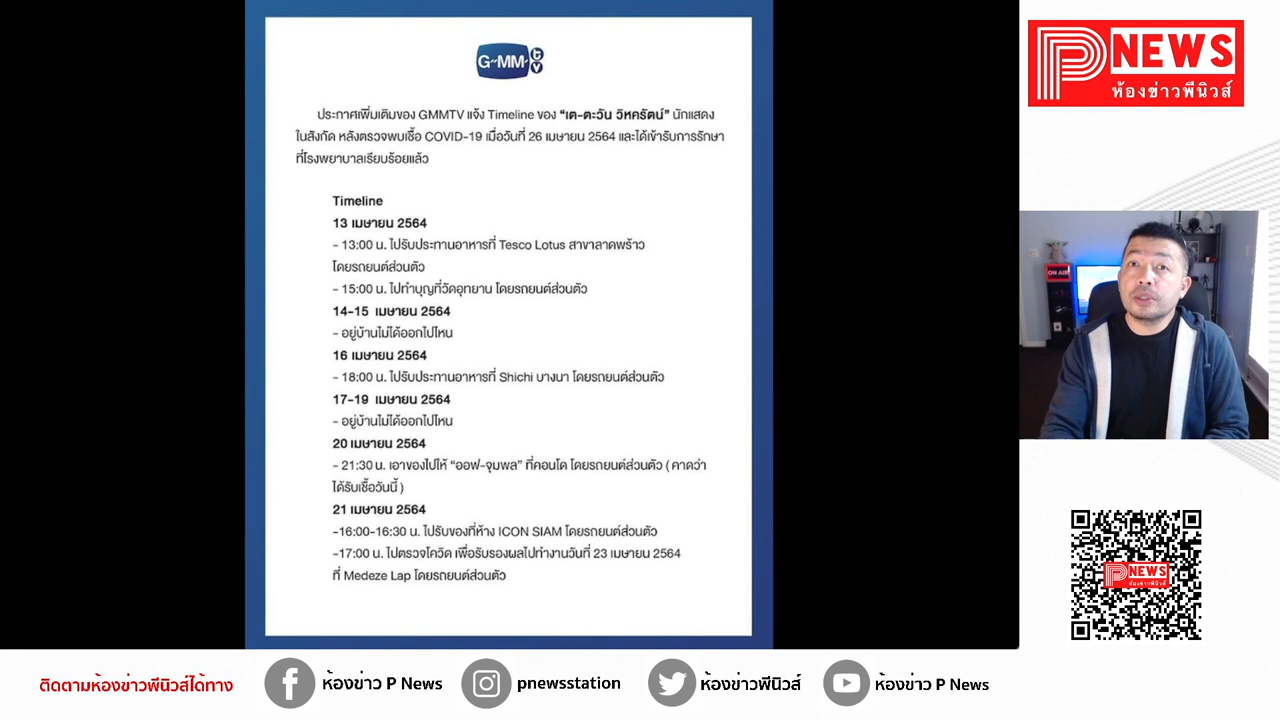 G~MM~ tv
ประกาศเพิ่มเติมของ GMMTV แจ้ง Timeline ของ “เต-ตะวัน วิหครัตน์” นักแสดง
ในสังกัด หลังตรวจพบเชื้อ COVID-19 เมื่อวันที่ 26 เมษายน 2564 และได้เข้ารับการรักษา
ที่โรงพยาบาลเรียบร้อยแล้ว
Timeline
13 เมษายน 2564
- 13:00 น. ไปรับประทานอาหารที่ Tesco Lotus สาขาลาดพร้าว
โดยรถยนต์ส่วนตัว
- 15:00 น. ไปทำบุญที่วัดอุทยาน โดยรถยนต์ส่วนตัว
14-15 เมษายน 2564
- อยู่บ้านไม่ได้ออกไปไหน
16 เมษายน 2564
- 18:00 น. ไปรับประทานอาหารที่ Shichi บางนา โดยรถยนต์ส่วนตัว
17-19 เมษายน 2564
- อยู่บ้านไม่ได้ออกไปไหน
20 เมษายน 2564
- 21:30 น. เอาของไปให้ “ออฟ-จุมพล” ที่คอนโด โดยรถยนต์ส่วนตัว ( คาดว่า
ได้รับเชื้อวันนี้ )
21 เมษายน 2564
-16:00-16:30 น. ไปรับของที่ห้าง ICON SIAM โดยรถยนต์ส่วนตัว
-17:00 น. ไปตรวจโควิด เพื่อรับรองผลไปทำงานวันที่ 23 เมษายน 2564
ที่ Medeze Lap โดยรถยนต์ส่วนตัว
P NEWS
ห้องข่าวพีนิวส์
ON AIR
P NEWS
ห้องข่าวพีนิวส์
ติดตามห้องข่าวพีนิวส์ได้ทาง ห้องข่าว P News pnewsstation ห้องข่าวพีนิวส์ ห้องข่าว P News